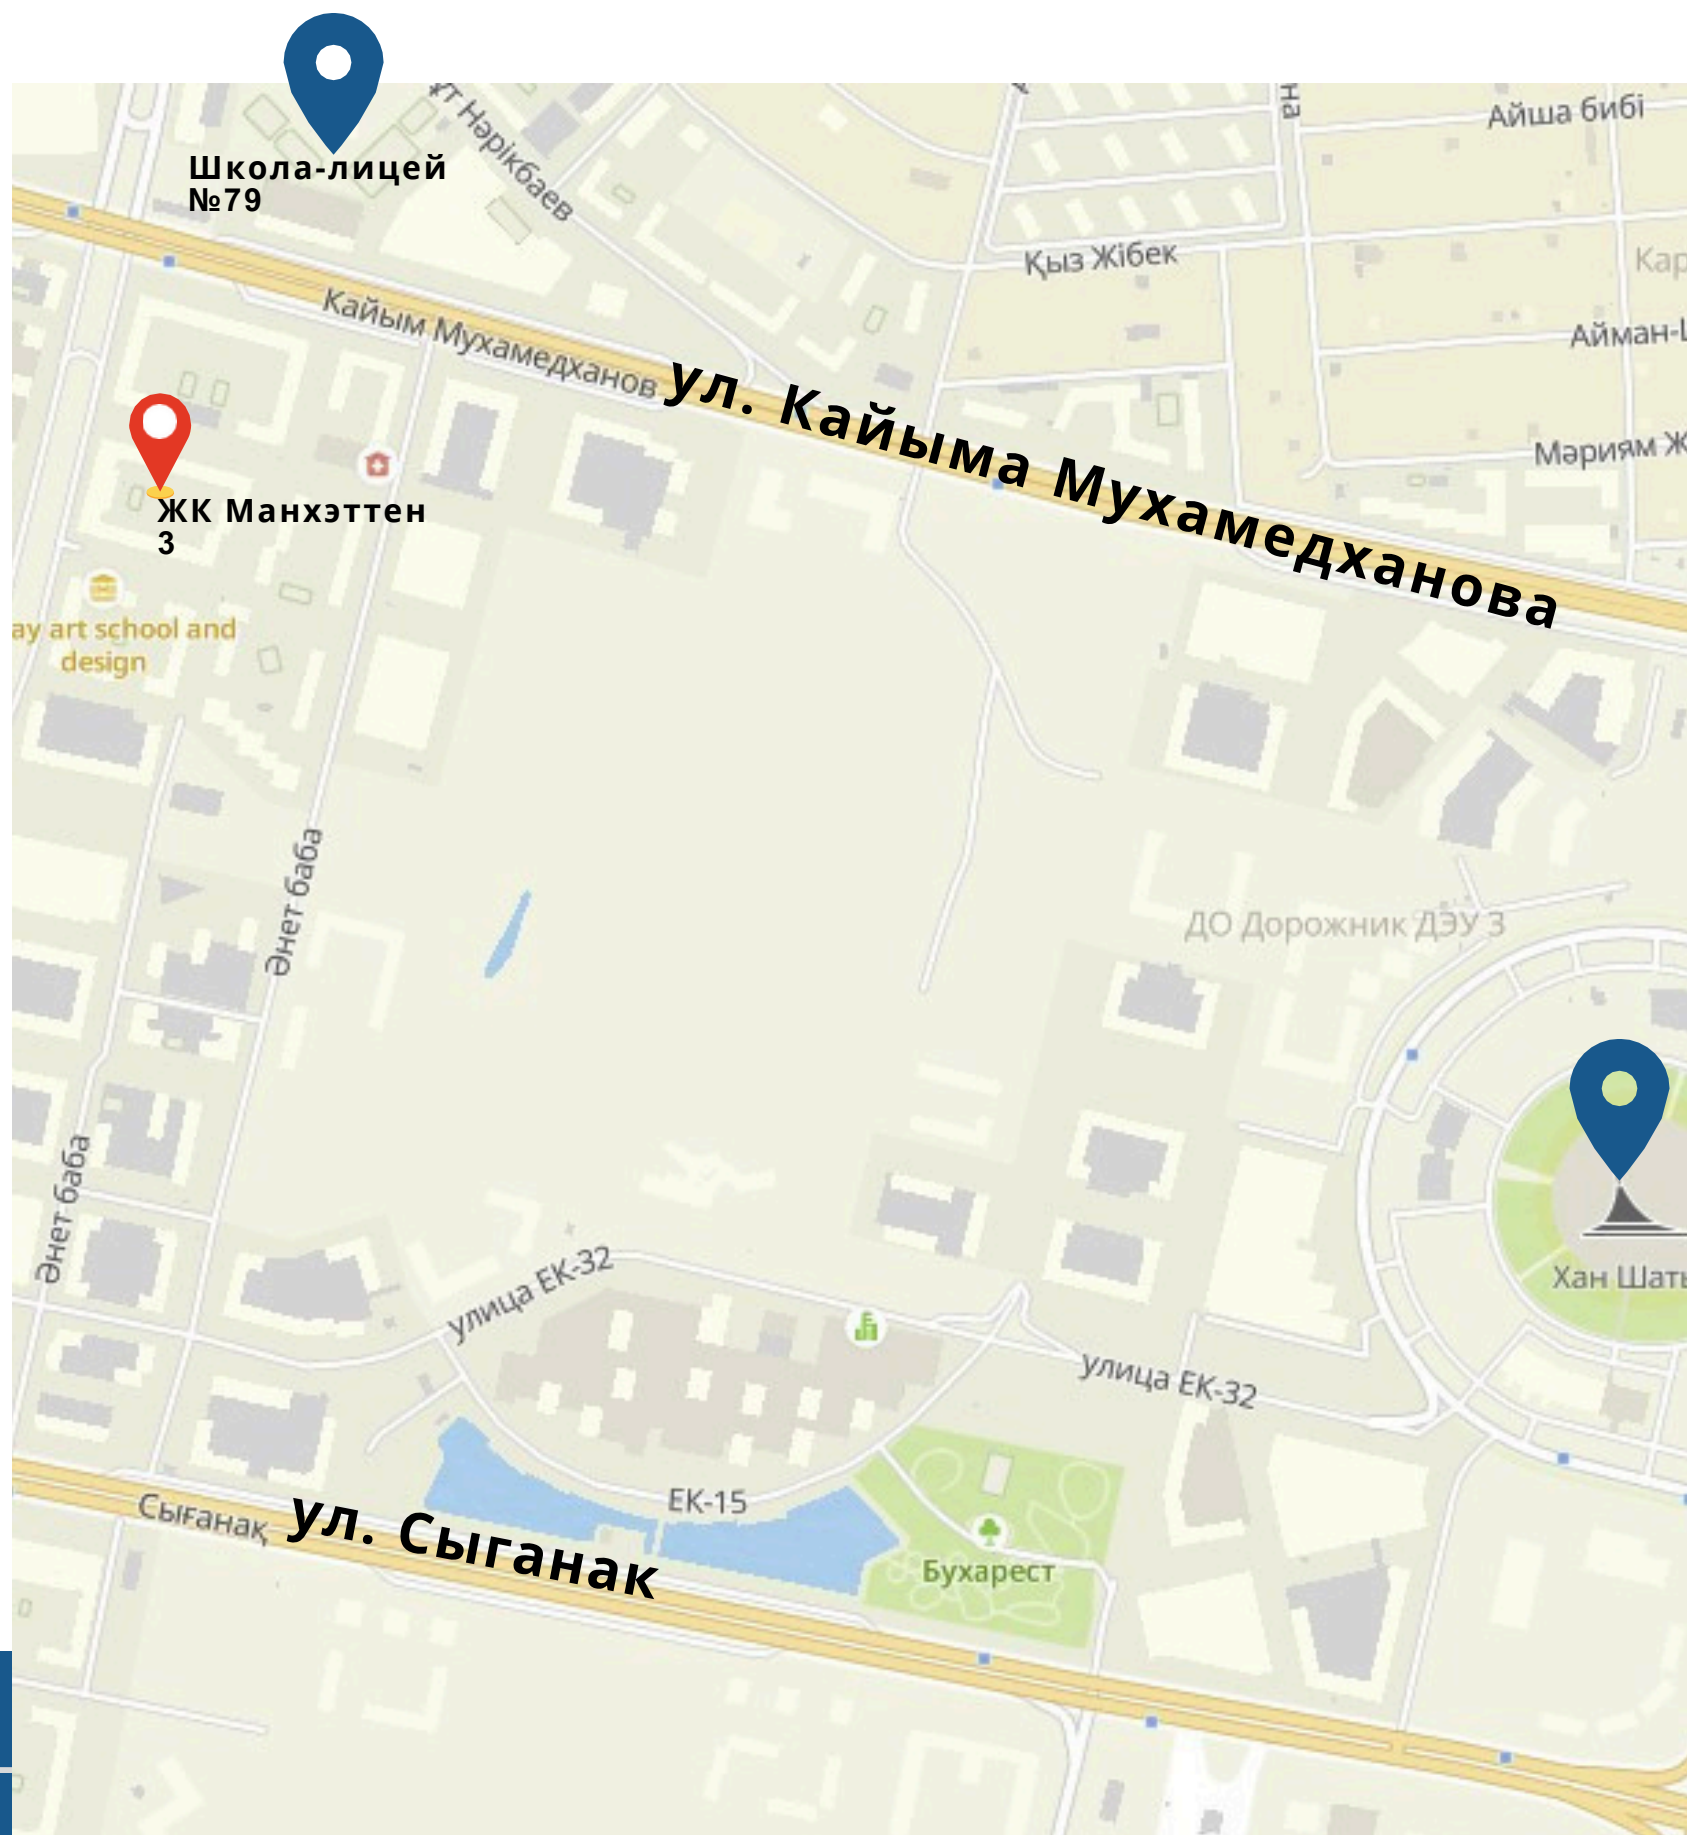 Нәрікбаев
Айша бибі
Школа-лицей
№79
Қыз Жібек
Кайым Мухамедханов
ул. Кайыма Мухамедханова
Мәриям
ЖК Манхэттен
3
art school and
design
Әнет баба
ДО Дорожник ДЭУ 3
Әнет баба
улица ЕК-32
Хан
улица ЕК-32
ЕК-15
Сығанақ
ул. Сыганак
Бухарест